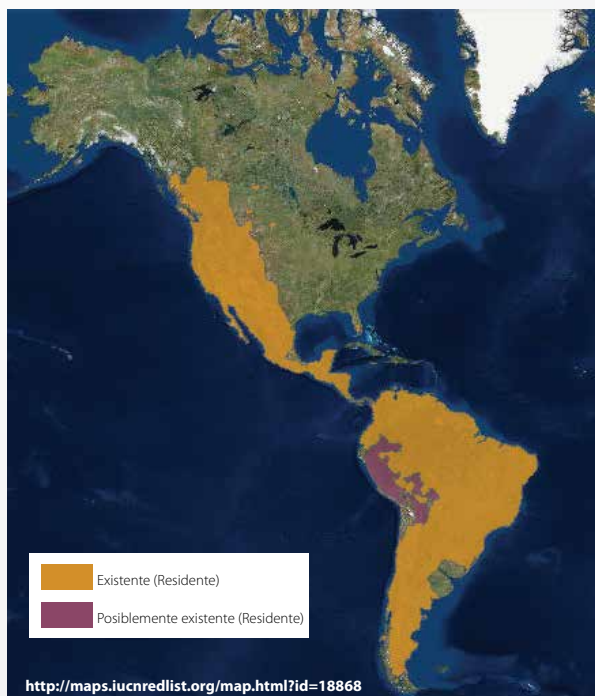 Existente (Residente)
Posiblemente existente (Residente)
http://maps.iucnredlist.org/map.html?id=18868